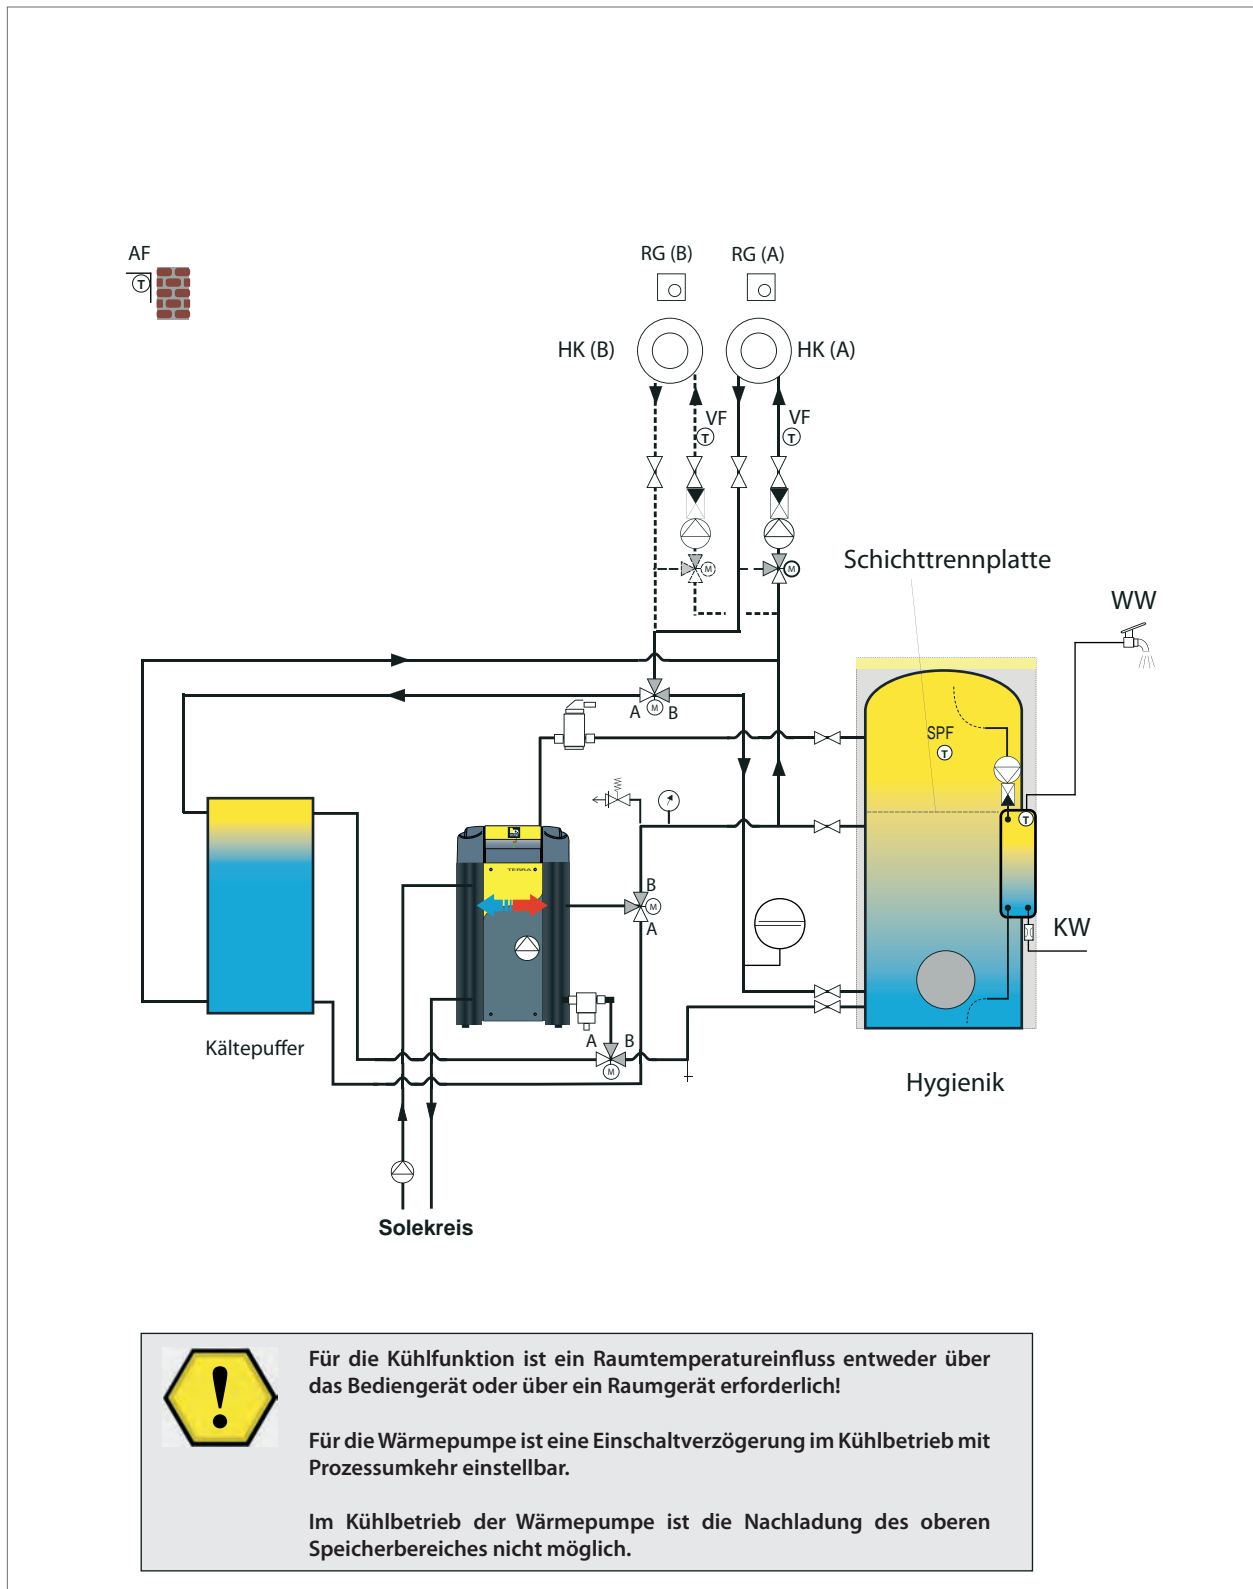 AF
T
RG (B)
RG (A)
HK (B)
HK (A)
VF
T
VF
T
M
M
Schichttrennplatte
WW
A
M
B
SPF
T
T
TERRA
B
M
A
KW
Kältepuffer
A
B
M
Hygienik
Solekreis
!
Für die Kühlfunktion ist ein Raumtemperatureinfluss entweder über
das Bediengerät oder über ein Raumgerät erforderlich!
Für die Wärmepumpe ist eine Einschaltverzögerung im Kühlbetrieb mit
Prozessumkehr einstellbar.
Im Kühlbetrieb der Wärmepumpe ist die Nachladung des oberen
Speicherbereiches nicht möglich.